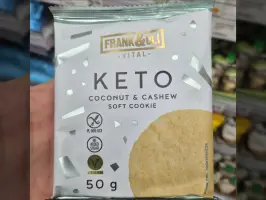 FRANK&OLI
VITAL
KETO
COCONUT & CASHEW
SOFT COOKIE
50 g